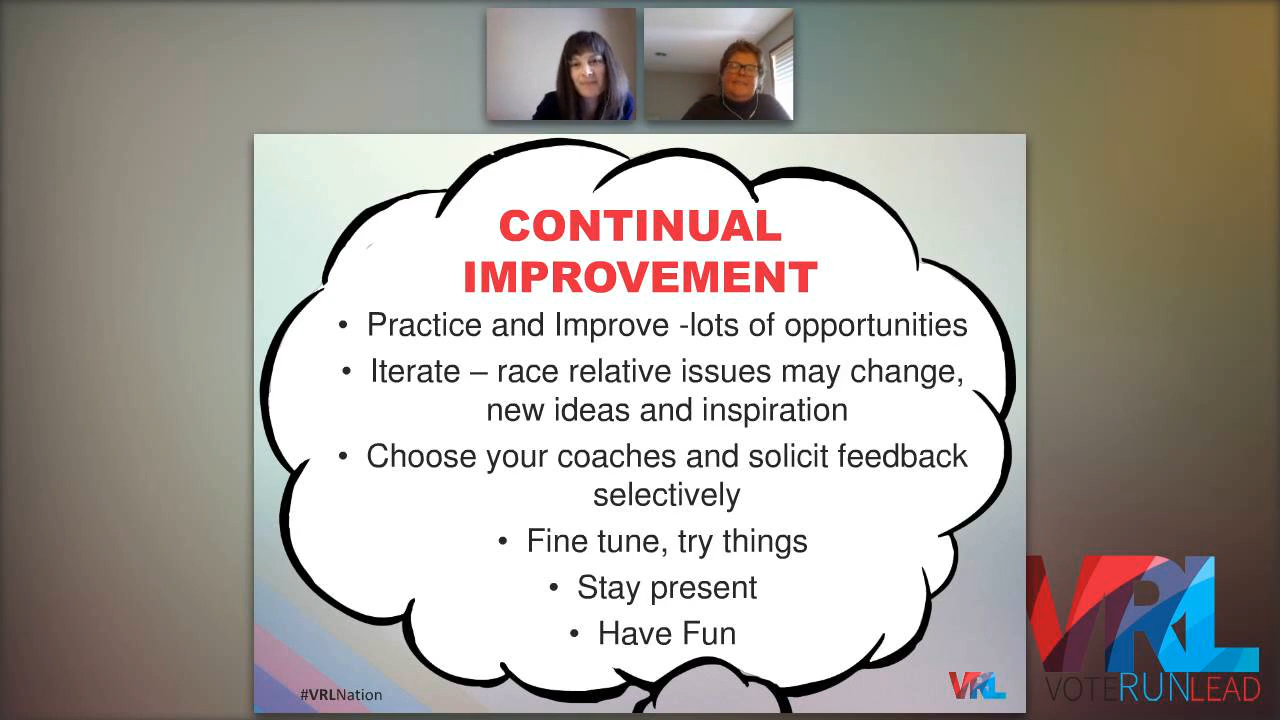 CONTINUAL
IMPROVEMENT
• Practice and Improve -lots of opportunities
• Iterate – race relative issues may change,
new ideas and inspiration
• Choose your coaches and solicit feedback
selectively
• Fine tune, try things
• Stay present
• Have Fun
#VRLNation
VRL
VRL
VOTERUNLEAD